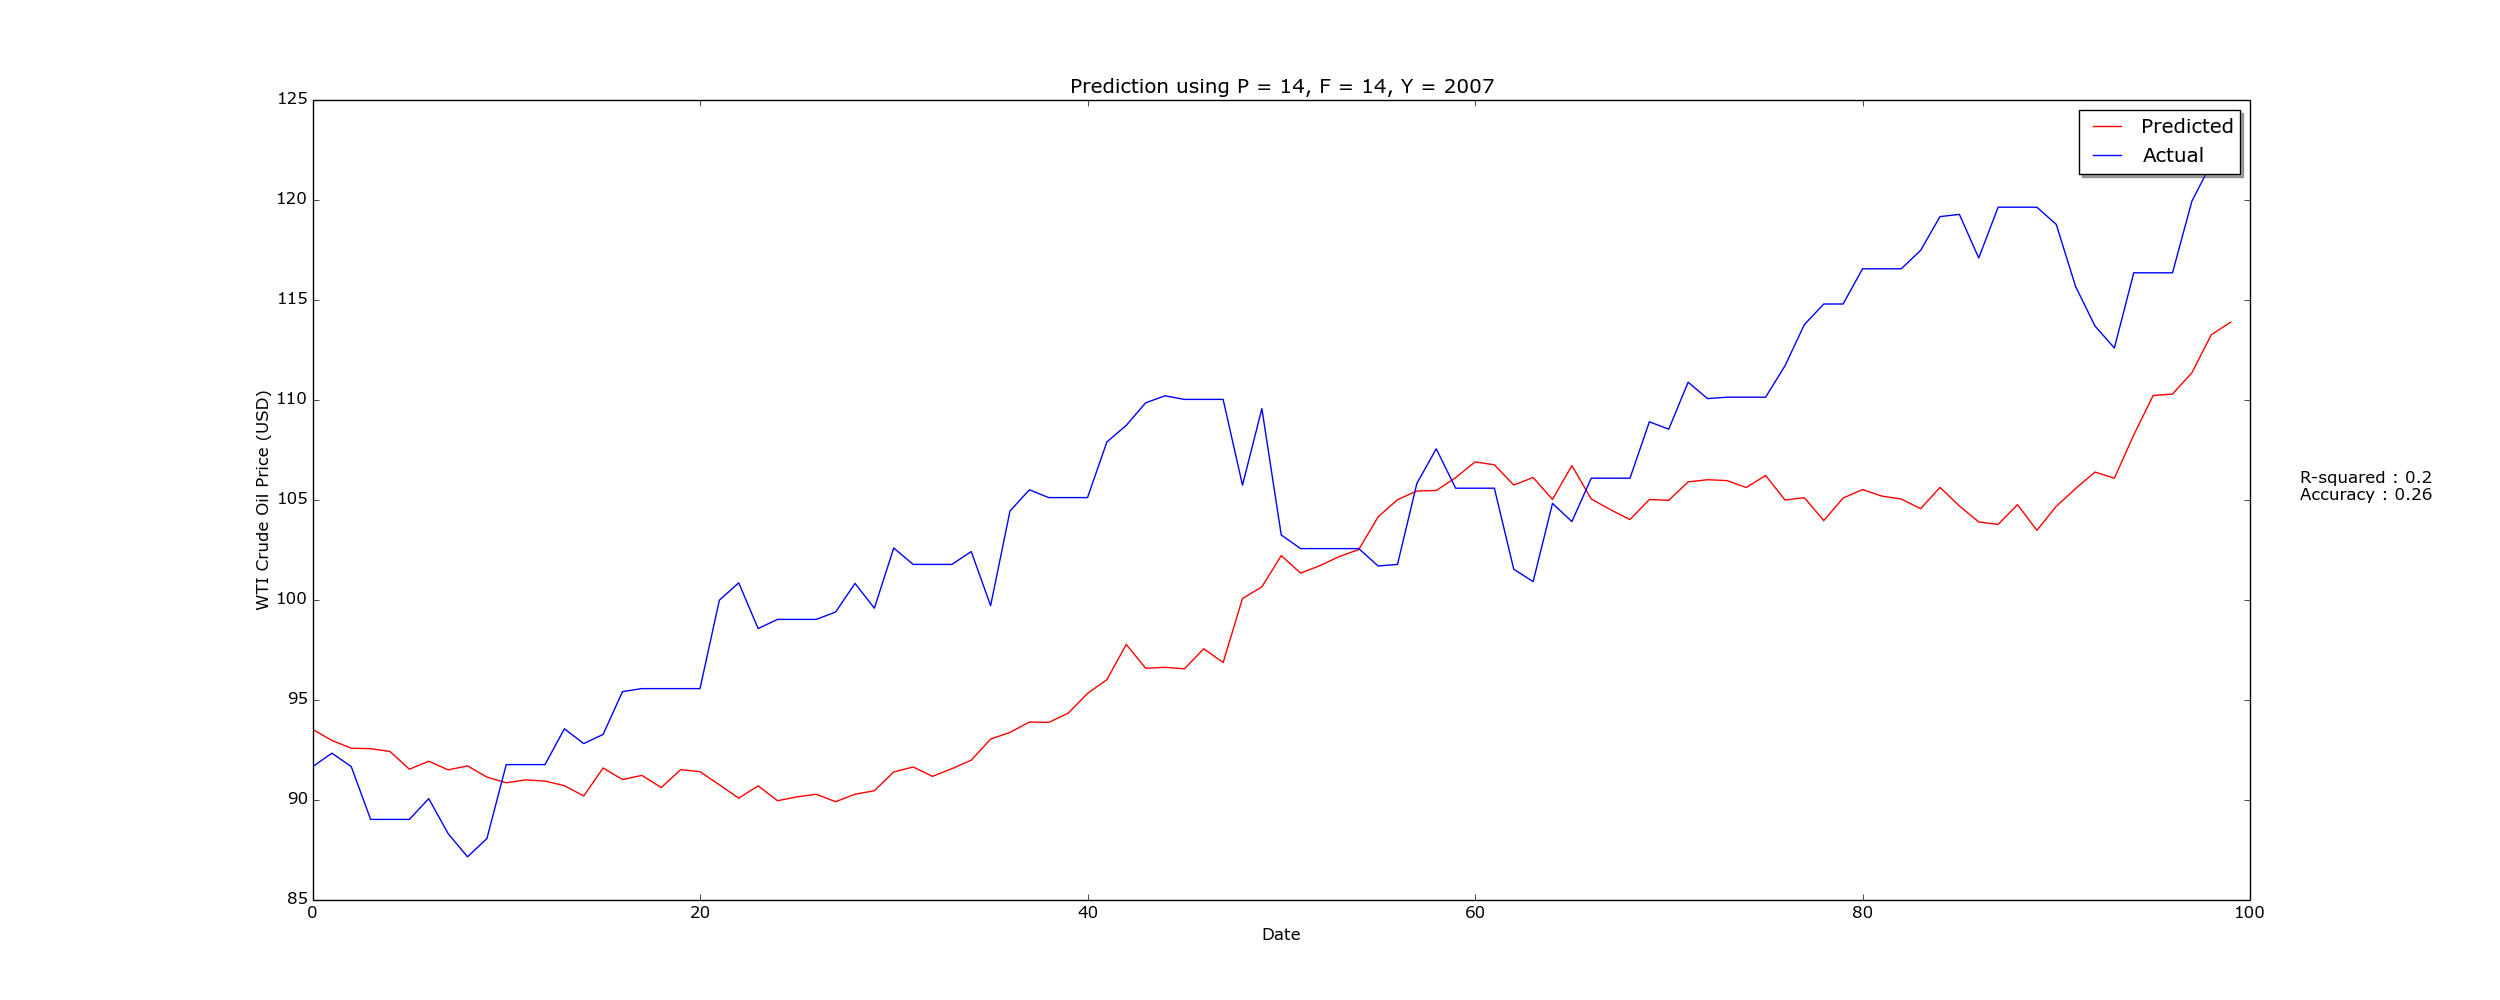 Prediction using P = 14, F = 14, Y = 2007
125
120
115
110
105
100
95
90
85
WTI Crude Oil Price (USD)
Predicted
Actual
R-squared : 0.2
Accuracy : 0.26
0 20 40 60 80 100
Date